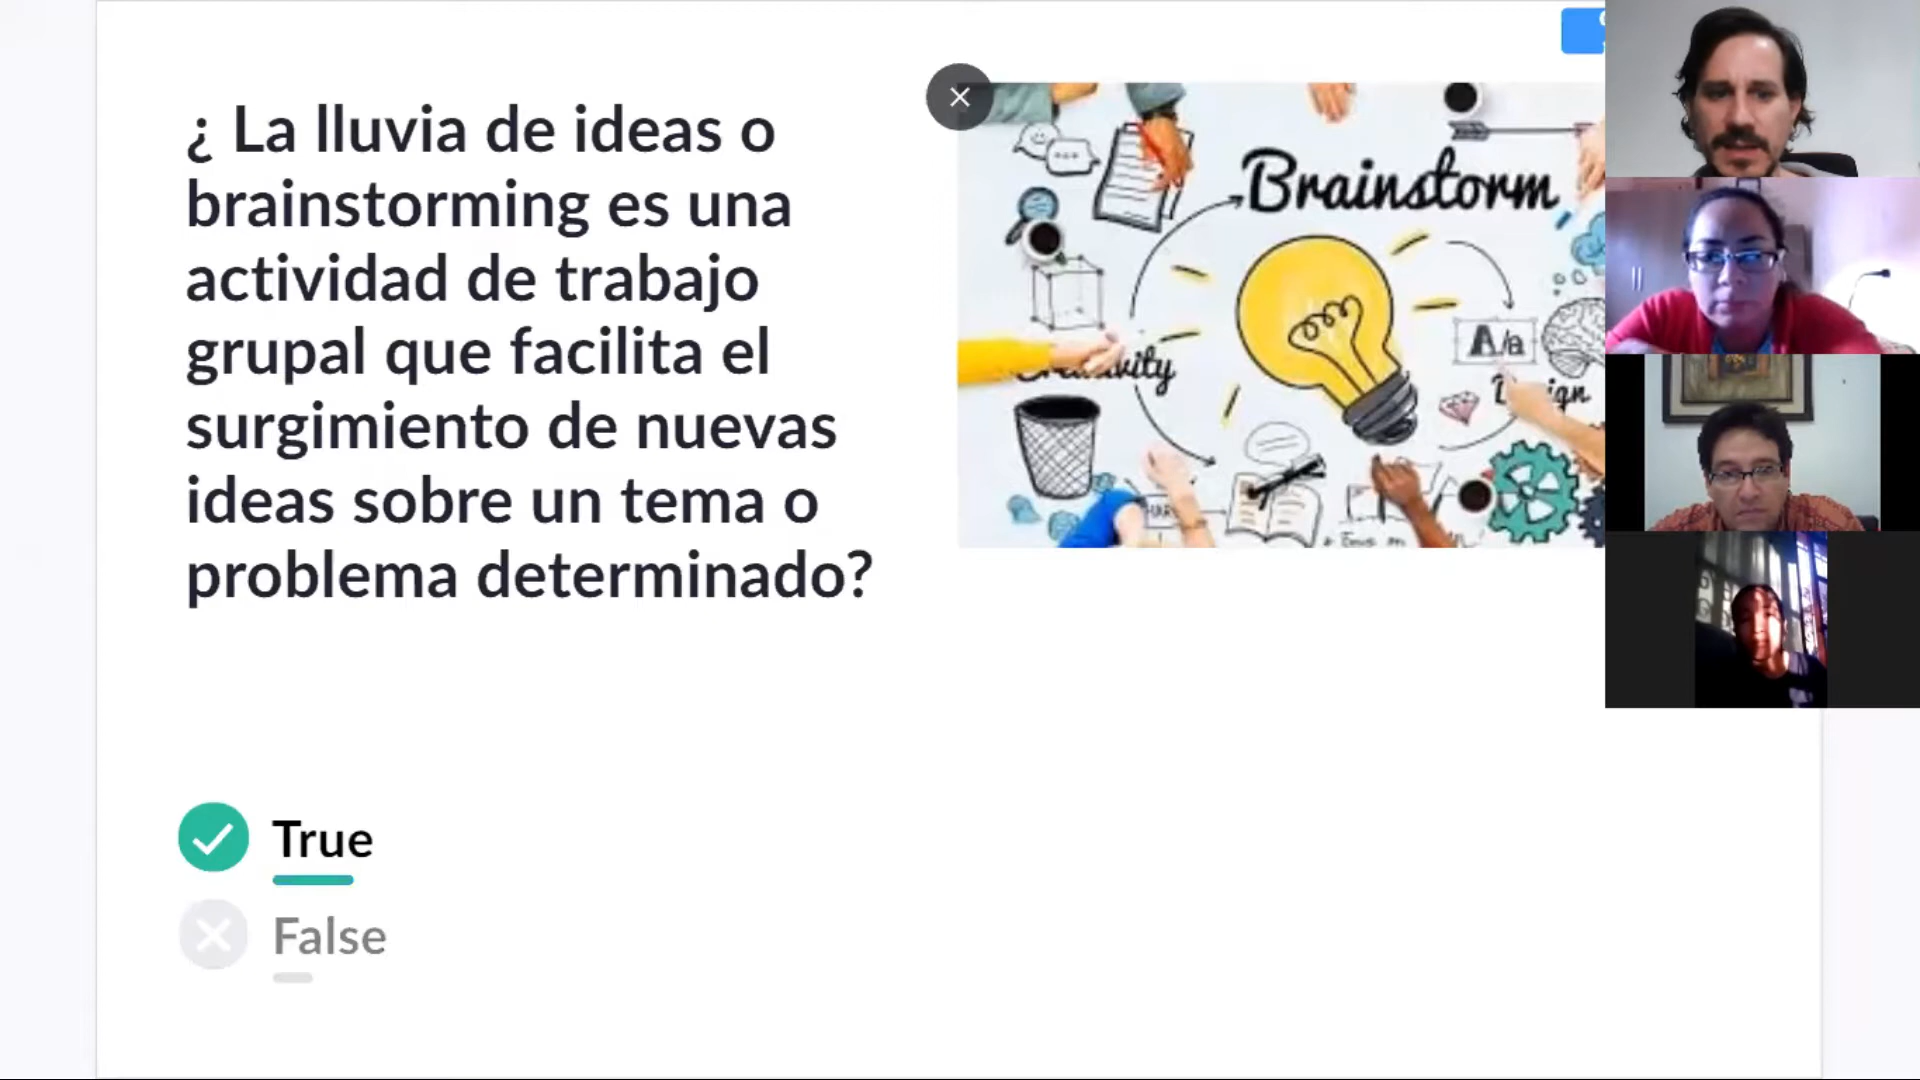 ¿ La lluvia de ideas o
brainstorming es una
actividad de trabajo
grupal que facilita el
surgimiento de nuevas
ideas sobre un tema o
problema determinado?
Brainstorm
A/a
True
False